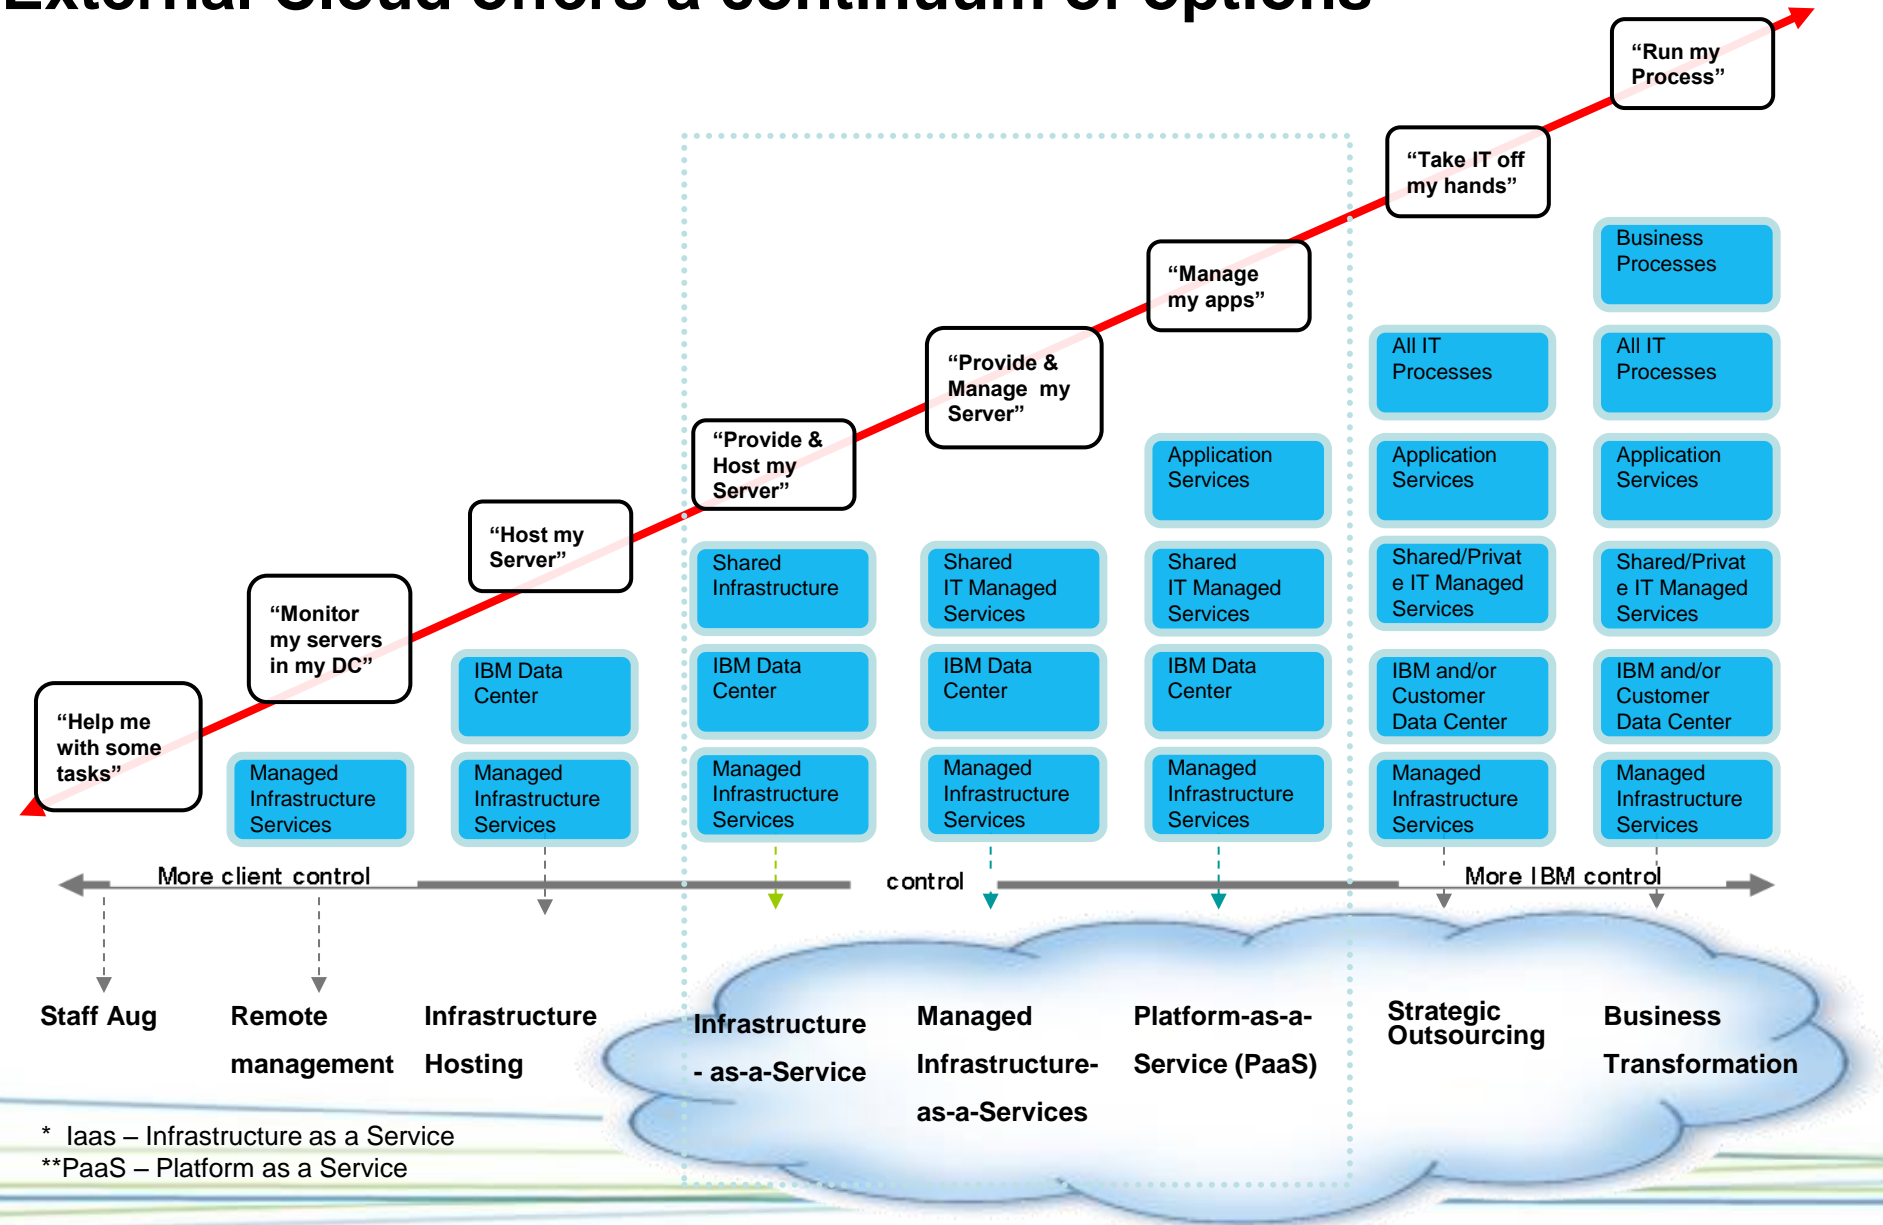 External Cloud offers a continuum of options
“Run my
Process”
“Take IT off
my hands”
“Manage
my apps”
“Provide &
Manage my
Server”
“Provide &
Host my
Server”
“Host my
Server”
“Monitor
my servers
in my DC”
“Help me
with some
tasks”
Managed
Infrastructure
Services
IBM Data
Center
Managed
Infrastructure
Services
Shared
Infrastructure
IBM Data
Center
Managed
Infrastructure
Services
Shared
IT Managed
Services
IBM Data
Center
Managed
Infrastructure
Services
Application
Services
Shared
IT Managed
Services
IBM Data
Center
Managed
Infrastructure
Services
All IT
Processes
Application
Services
Shared/Privat
e IT Managed
Services
IBM and/or
Customer
Data Center
Managed
Infrastructure
Services
Business
Processes
All IT
Processes
Application
Services
Shared/Privat
e IT Managed
Services
IBM and/or
Customer
Data Center
Managed
Infrastructure
Services
More client control
control
More IBM control
Staff Aug
Remote
management
Infrastructure
Hosting
Infrastructure
- as-a-Service
Managed
Infrastructure-
as-a-Services
Platform-as-a-
Service (PaaS)
Strategic
Outsourcing
Business
Transformation
* Iaas – Infrastructure as a Service
**PaaS – Platform as a Service